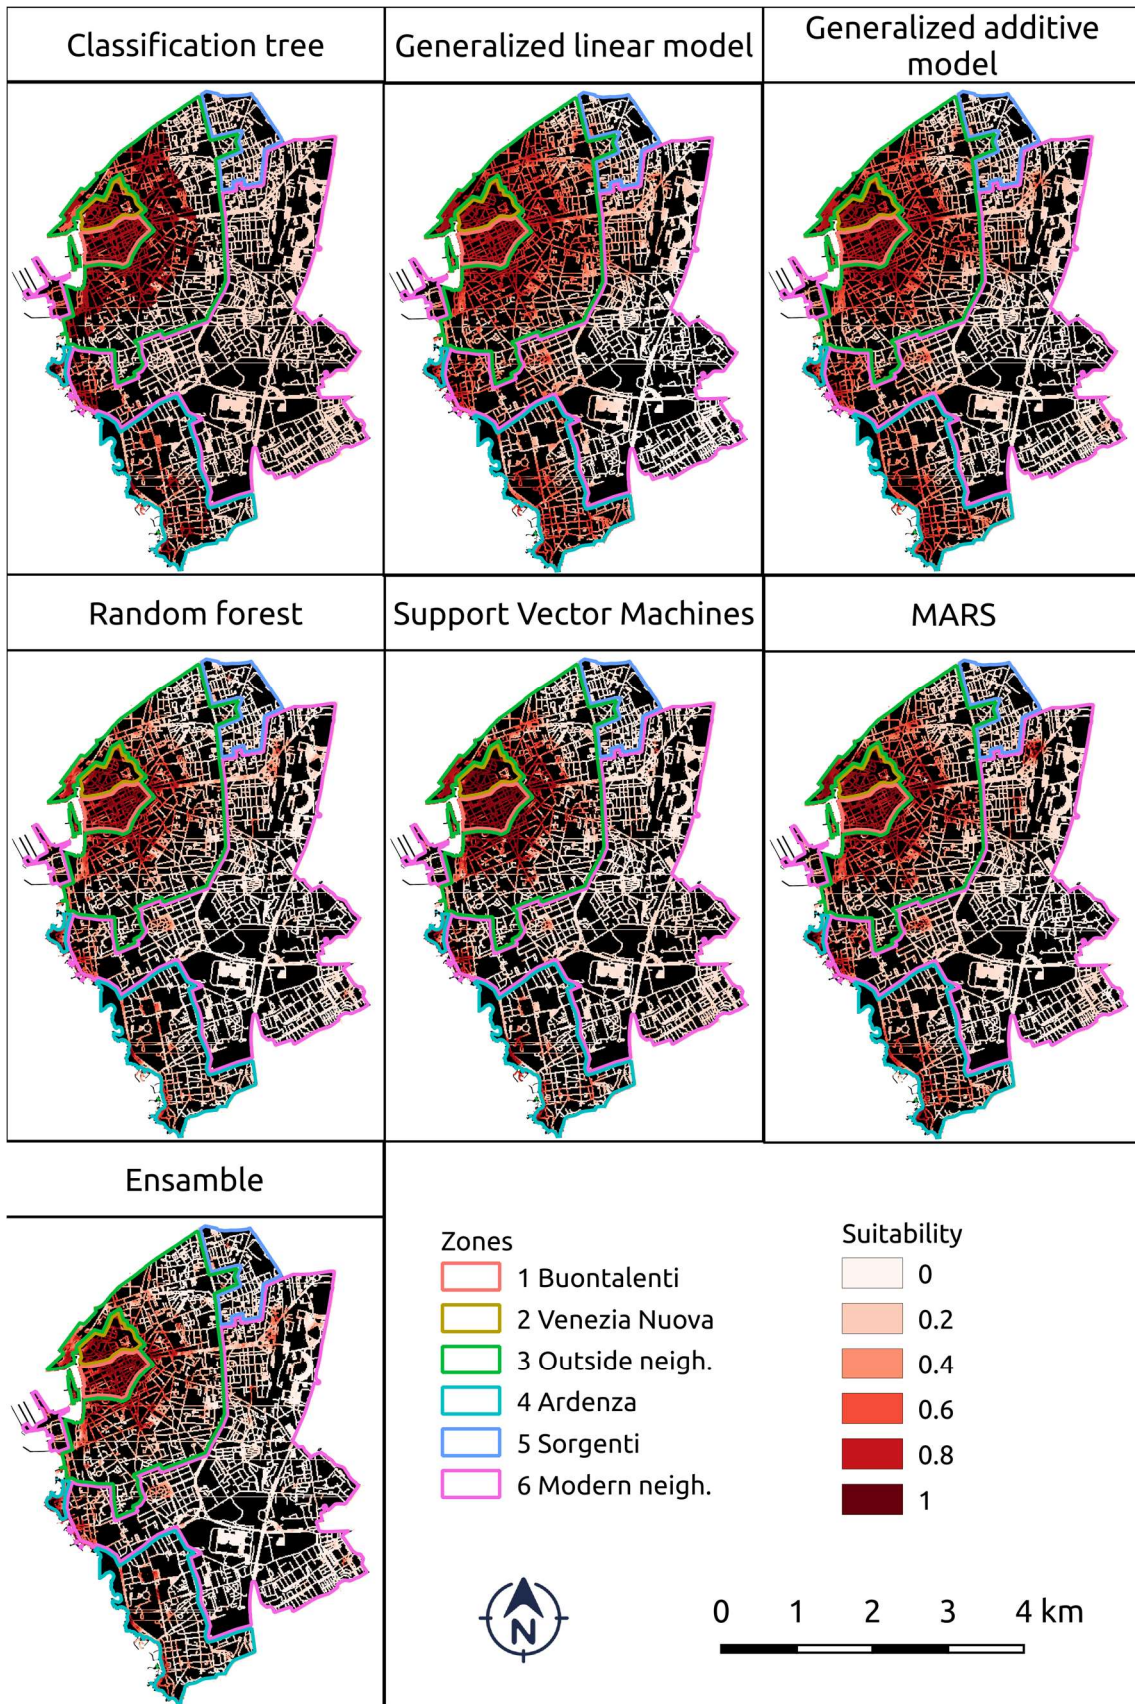 Classification tree
Generalized linear model
Generalized additive
model
Random forest
Support Vector Machines
MARS
Ensamble
Zones
1 Buontalenti
2 Venezia Nuova
3 Outside neigh.
4 Ardenza
5 Sorgenti
6 Modern neigh.
Suitability
0
0.2
0.4
0.6
0.8
1
N
0 1 2 3 4 km